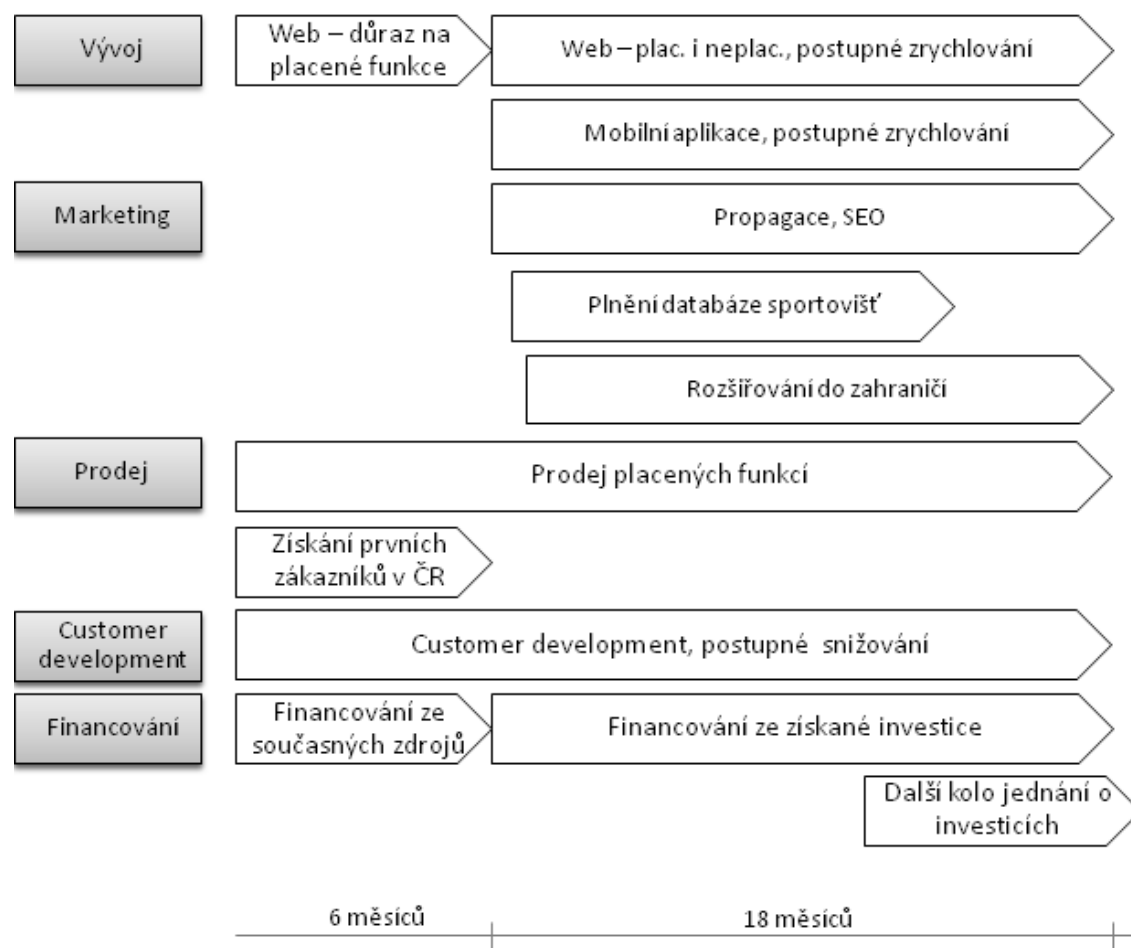 Vývoj
Web – důraz na
placené funkce
Web – plac. i neplac., postupné zrychlování
Mobilní aplikace, postupné zrychlování
Marketing
Propagace, SEO
Plnění databáze sportovišť
Rozšiřování do zahraničí
Prodej
Prodej placených funkcí
Získání prvních
zákazníků v ČR
Customer
development
Customer development, postupné snižování
Financování
Financování ze
současných zdrojů
Financování ze získané investice
Další kolo jednání o
investicích
6 měsíců
18 měsíců